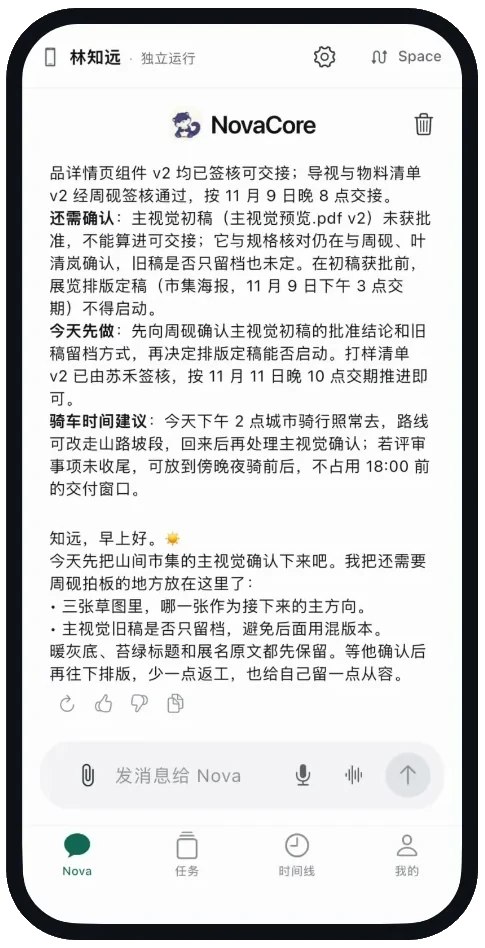 林知远 · 独立运行
Space
NovaCore
品详情页组件 v2 均已签核可交接；导视与物料清单
v2 经周砚签核通过，按 11 月 9 日晚 8 点交接。
还需确认：主视觉初稿（主视觉预览.pdf v2）未获批
准，不能算进可交接；它与规格核对仍在与周砚、叶
清岚确认，旧稿是否只留档也未定。在初稿获批前，
展览排版定稿（市集海报，11 月 9 日下午 3 点交
期）不得启动。
今天先做：先向周砚确认主视觉初稿的批准结论和旧
稿留档方式，再决定排版定稿能否启动。打样清单
v2 已由苏禾签核，按 11 月 11 日晚 10 点交期推进即
可。
骑车时间建议：今天下午 2 点城市骑行照常去，路线
可改走山路坡段，回来后再处理主视觉确认；若评审
事项未收尾，可放到傍晚夜骑前后，不占用 18:00 前
的交付窗口。
知远，早上好。☀️
今天先把山间市集的主视觉确认下来吧。我把还需要
周砚拍板的地方放在这里了：
• 三张草图里，哪一张作为接下来的主方向。
• 主视觉旧稿是否只留档，避免后面用混版本。
暖灰底、苔绿标题和展名原文都先保留。等他确认后
再往下排版，少一点返工，也给自己留一点从容。
发消息给 Nova
Nova
任务
时间线
我的